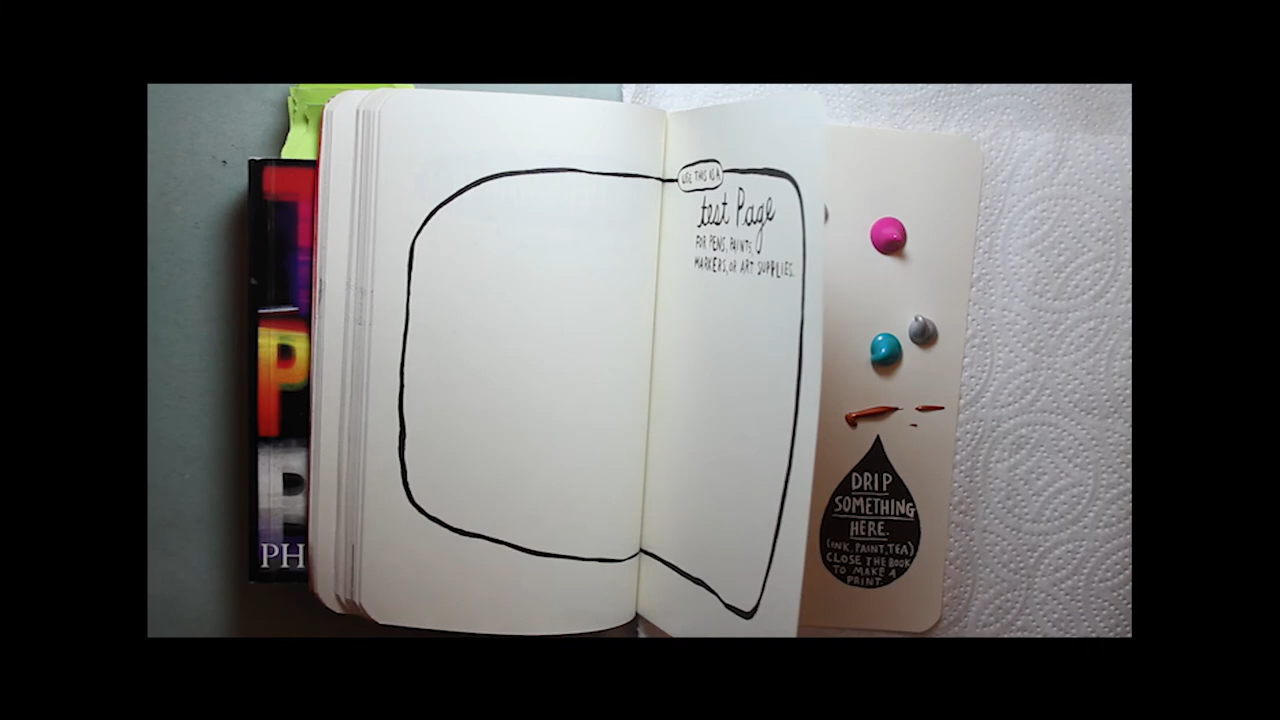 PH
USE THIS AS A
test Page
FOR PENS, PAINTS,
MARKERS, OR ART SUPPLIES.
DRIP
SOMETHING
HERE.
(INK, PAINT, TEA)
CLOSE THE BOOK
TO MAKE A
PRINT.